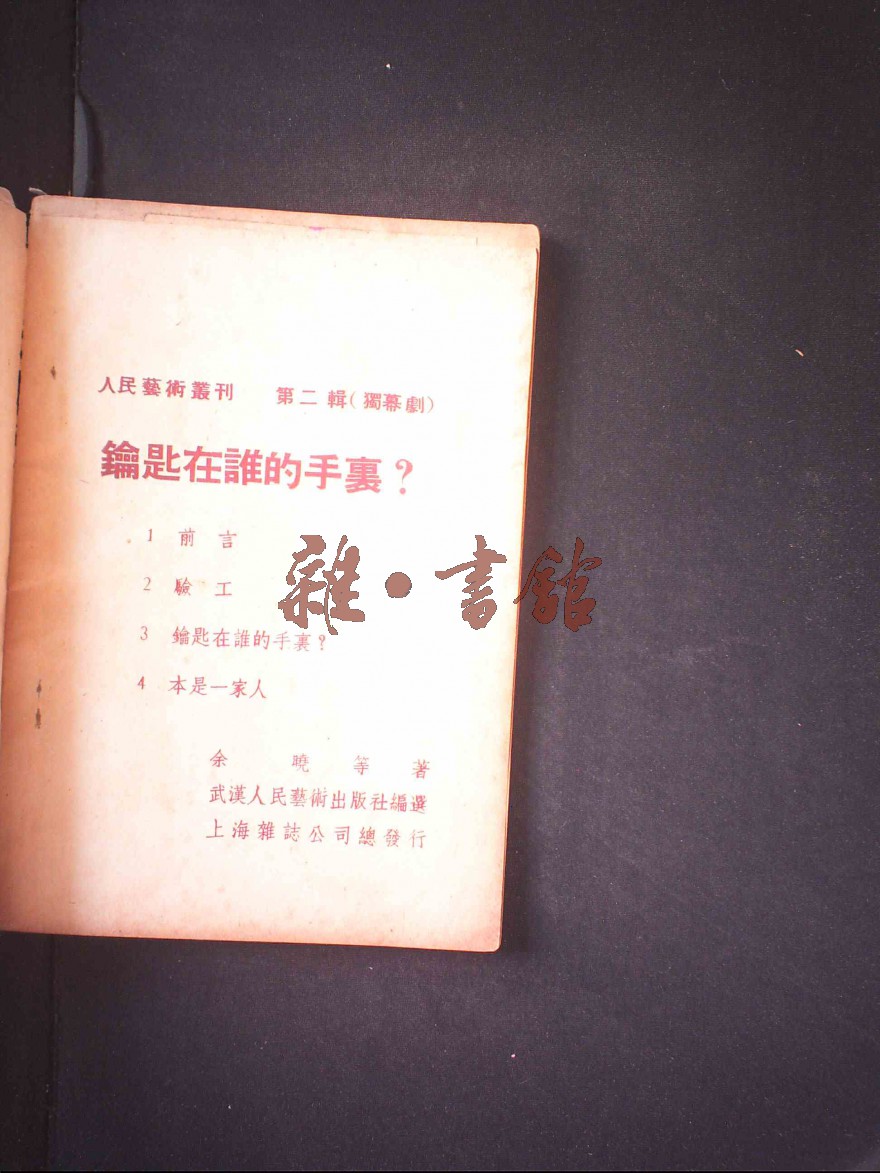 人民藝術叢刊 第二輯(獨幕劇)
鑰匙在誰的手裏?
1 前言
2 驗工
3 鑰匙在誰的手裏?
4 本是一家人
雜·書館
余曉等著
武漢人民藝術出版社編選
上海雜誌公司總發行